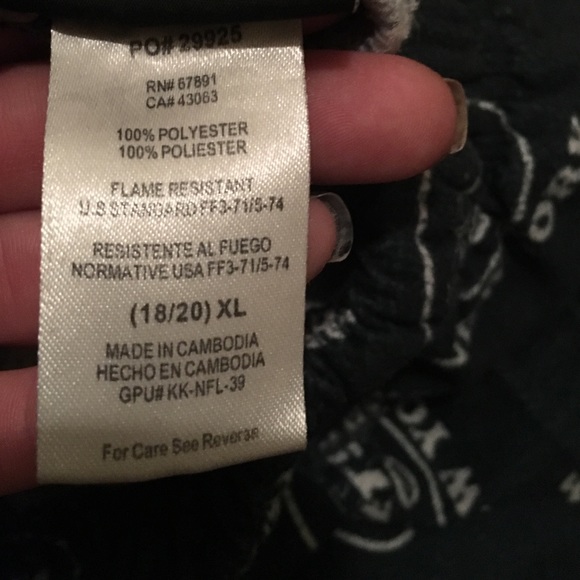 PO# 29925
RN# 67891
CA# 43063
100% POLYESTER
100% POLIESTER
FLAME RESISTANT
U.S STANDARD FF3-71/5-74
RESISTENTE AL FUEGO
NORMATIVE USA FF3-71/5-74
(18/20) XL
MADE IN CAMBODIA
HECHO EN CAMBODIA
GPU# KK-NFL-39
For Care See Reverse